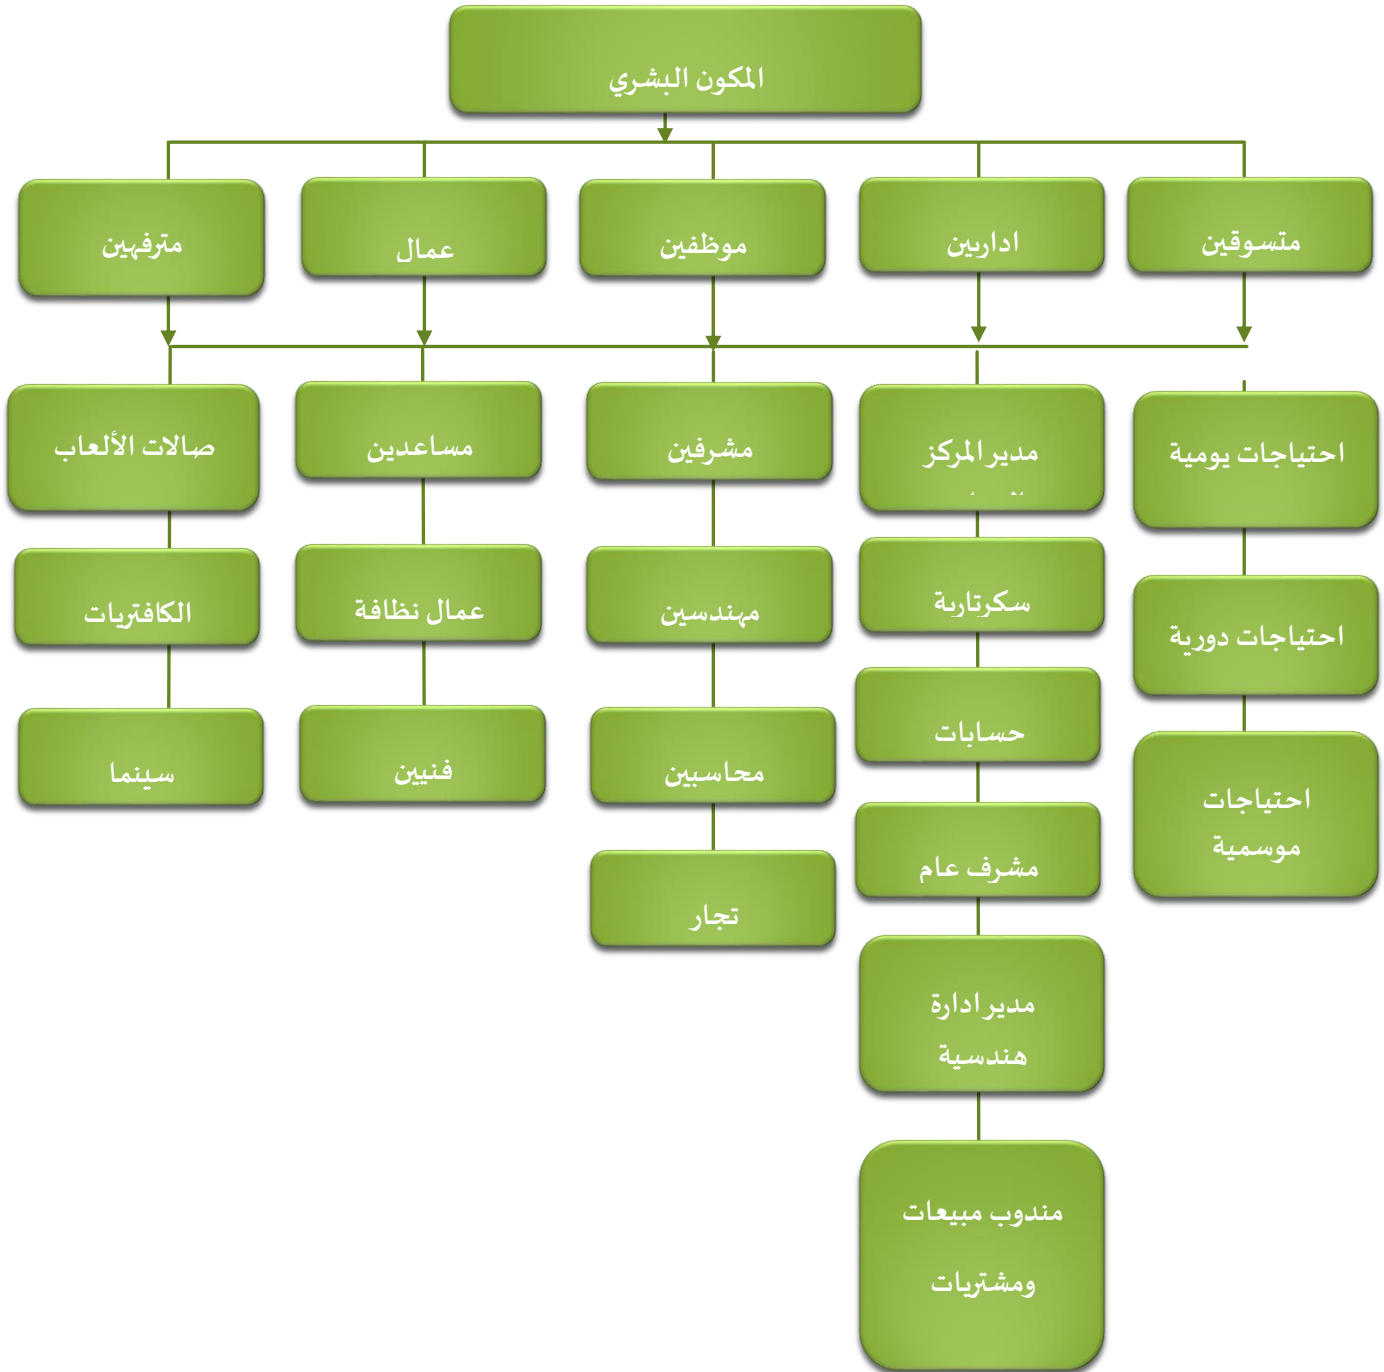 المكون البشري
متسوقين
اداريين
موظفين
عمال
مترفهين
احتياجات يومية
مدير المركز
مشرفين
مساعدين
صالات الألعاب
احتياجات دورية
سكرتارية
مهندسين
عمال نظافة
الكافتريات
احتياجات
موسمية
حسابات
محاسبين
فنيين
سينما
مشرف عام
تجار
مدير ادارة
هندسية
مندوب مبيعات
ومشتريات